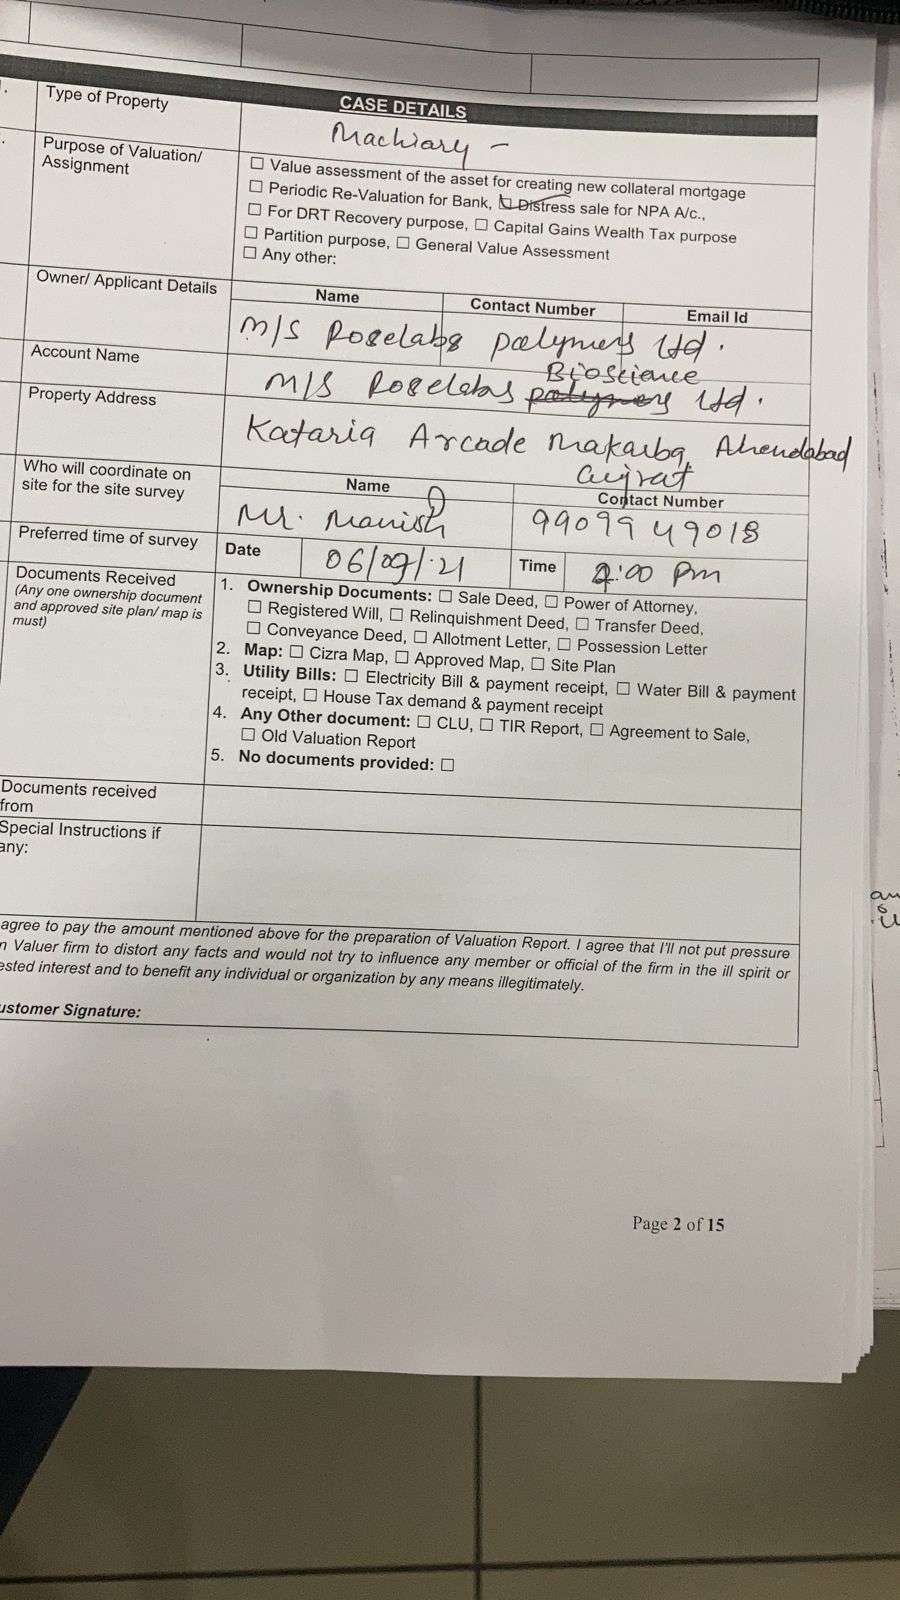 CASE DETAILS
Type of Property
Machiary -
Purpose of Valuation/
Assignment
☐ Value assessment of the asset for creating new collateral mortgage
☐ Periodic Re-Valuation for Bank, ☑ Distress sale for NPA A/c.,
☐ For DRT Recovery purpose, ☐ Capital Gains Wealth Tax purpose
☐ Partition purpose, ☐ General Value Assessment
☐ Any other:
Owner/ Applicant Details
Name Contact Number Email Id
M/S Roselabs polymers Ltd.
Account Name
Bioscience
M/S Roselabs polymers Ltd.
Property Address
Kataria Arcade Makarba, Ahendabad
Gujrat
Who will coordinate on
site for the site survey
Name Contact Number
Mr. Manish 9909949018
Preferred time of survey
Date 06/09/21 Time 2:00 Pm
Documents Received
(Any one ownership document
and approved site plan/ map is
must)
1. Ownership Documents: ☐ Sale Deed, ☐ Power of Attorney,
☐ Registered Will, ☐ Relinquishment Deed, ☐ Transfer Deed,
☐ Conveyance Deed, ☐ Allotment Letter, ☐ Possession Letter
2. Map: ☐ Cizra Map, ☐ Approved Map, ☐ Site Plan
3. Utility Bills: ☐ Electricity Bill & payment receipt, ☐ Water Bill & payment
receipt, ☐ House Tax demand & payment receipt
4. Any Other document: ☐ CLU, ☐ TIR Report, ☐ Agreement to Sale,
☐ Old Valuation Report
5. No documents provided: ☐
Documents received
from
Special Instructions if
any:
agree to pay the amount mentioned above for the preparation of Valuation Report. I agree that I'll not put pressure
n Valuer firm to distort any facts and would not try to influence any member or official of the firm in the ill spirit or
ested interest and to benefit any individual or organization by any means illegitimately.
ustomer Signature:
Page 2 of 15